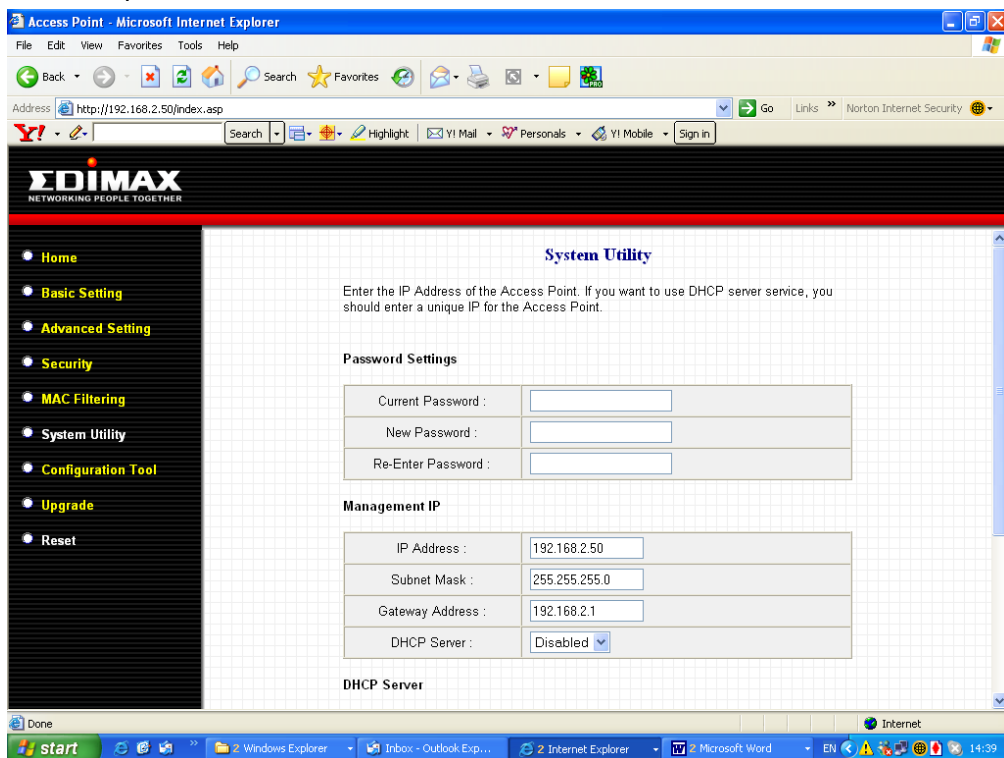 Access Point - Microsoft Internet Explorer
File Edit View Favorites Tools Help
Back Search Favorites PRO
Address http://192.168.2.50/index.asp Go Links » Norton Internet Security
Y! Search Highlight Y! Mail Personals Y! Mobile Sign in
EDIMAX
NETWORKING PEOPLE TOGETHER
Home
Basic Setting
Advanced Setting
Security
MAC Filtering
System Utility
Configuration Tool
Upgrade
Reset
System Utility
Enter the IP Address of the Access Point. If you want to use DHCP server service, you
should enter a unique IP for the Access Point.
Password Settings
Current Password :
New Password :
Re-Enter Password :
Management IP
IP Address : 192.168.2.50
Subnet Mask : 255.255.255.0
Gateway Address : 192.168.2.1
DHCP Server : Disabled
DHCP Server
Done Internet
start » 2 Windows Explorer Inbox - Outlook Exp... 2 Internet Explorer 2 Microsoft Word EN 14:39